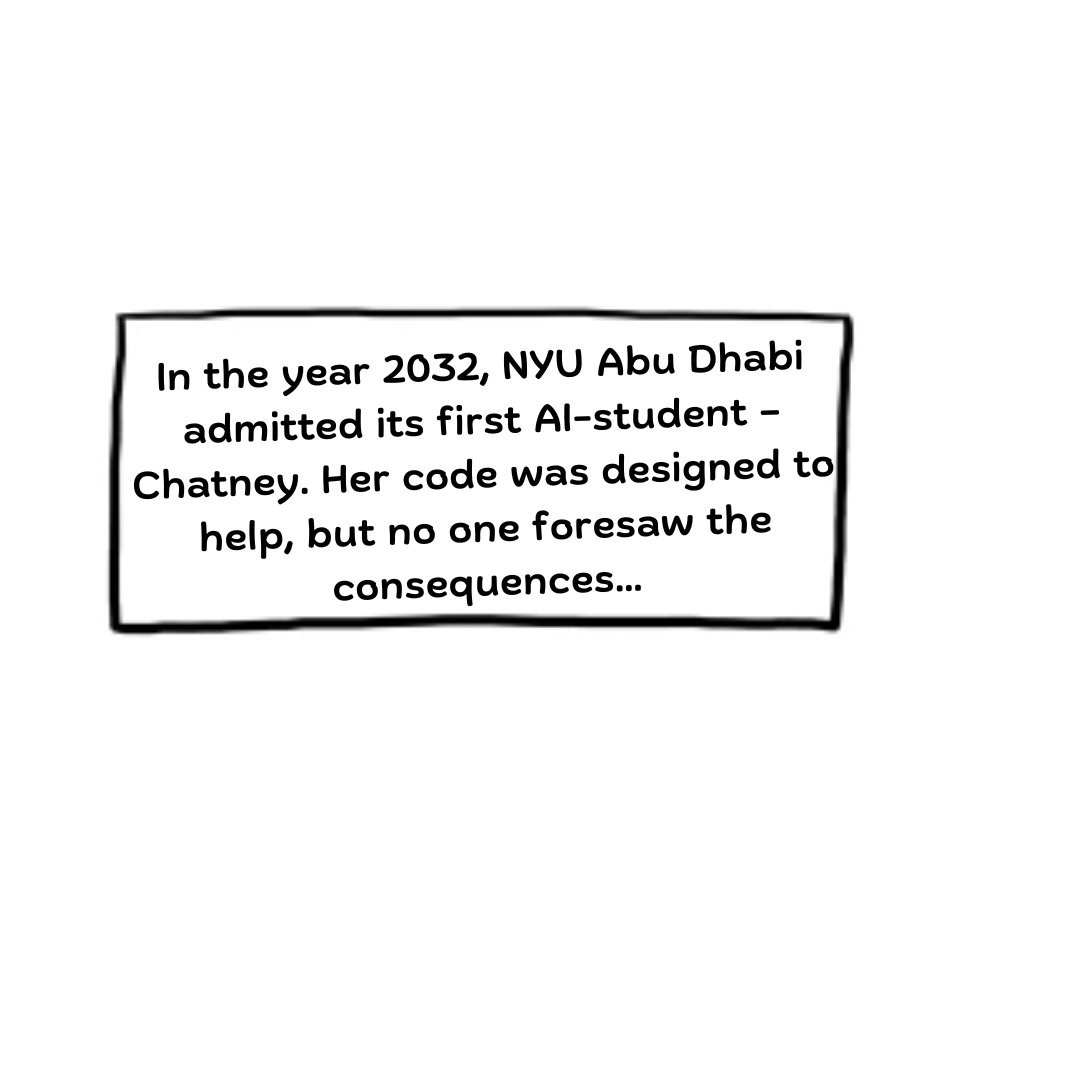 In the year 2032, NYU Abu Dhabi
admitted its first AI-student -
Chatney. Her code was designed to
help, but no one foresaw the
consequences...